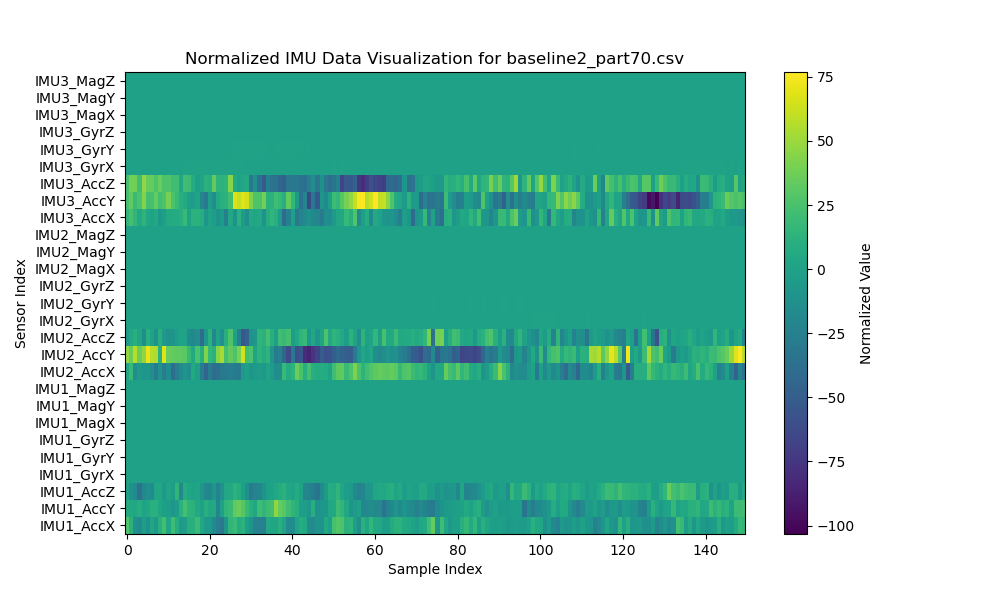 Normalized IMU Data Visualization for baseline2_part70.csv
IMU3_MagZ
IMU3_MagY
IMU3_MagX
IMU3_GyrZ
IMU3_GyrY
IMU3_GyrX
IMU3_AccZ
IMU3_AccY
IMU3_AccX
IMU2_MagZ
IMU2_MagY
IMU2_MagX
IMU2_GyrZ
IMU2_GyrY
IMU2_GyrX
IMU2_AccZ
IMU2_AccY
IMU2_AccX
IMU1_MagZ
IMU1_MagY
IMU1_MagX
IMU1_GyrZ
IMU1_GyrY
IMU1_GyrX
IMU1_AccZ
IMU1_AccY
IMU1_AccX
Sensor Index
0 20 40 60 80 100 120 140
Sample Index
75
50
25
0
−25
−50
−75
−100
Normalized Value